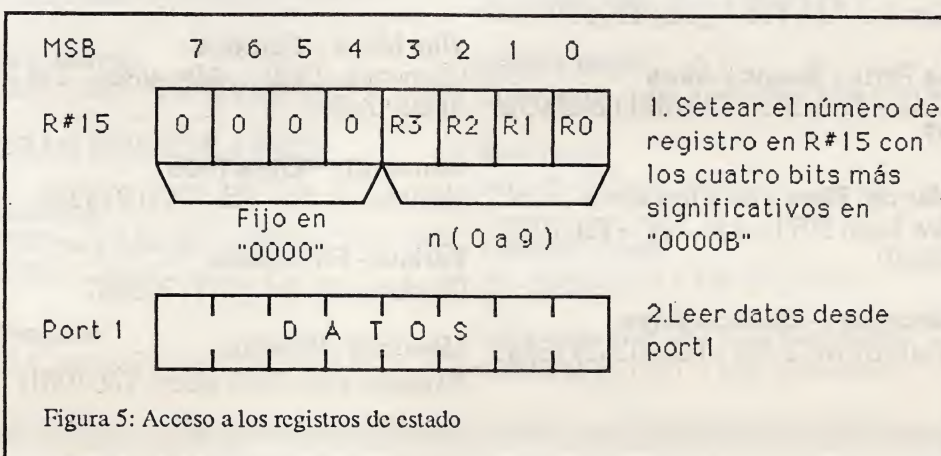 MSB 7 6 5 4 3 2 1 0
R#15 0 0 0 0 R3 R2 R1 R0
Fijo en
"0000"
n ( 0 a 9 )
1. Setear el número de
registro en R#15 con
los cuatro bits más
significativos en
"0000B"
Port 1 D A T O S
2.Leer datos desde
port1
Figura 5: Acceso a los registros de estado